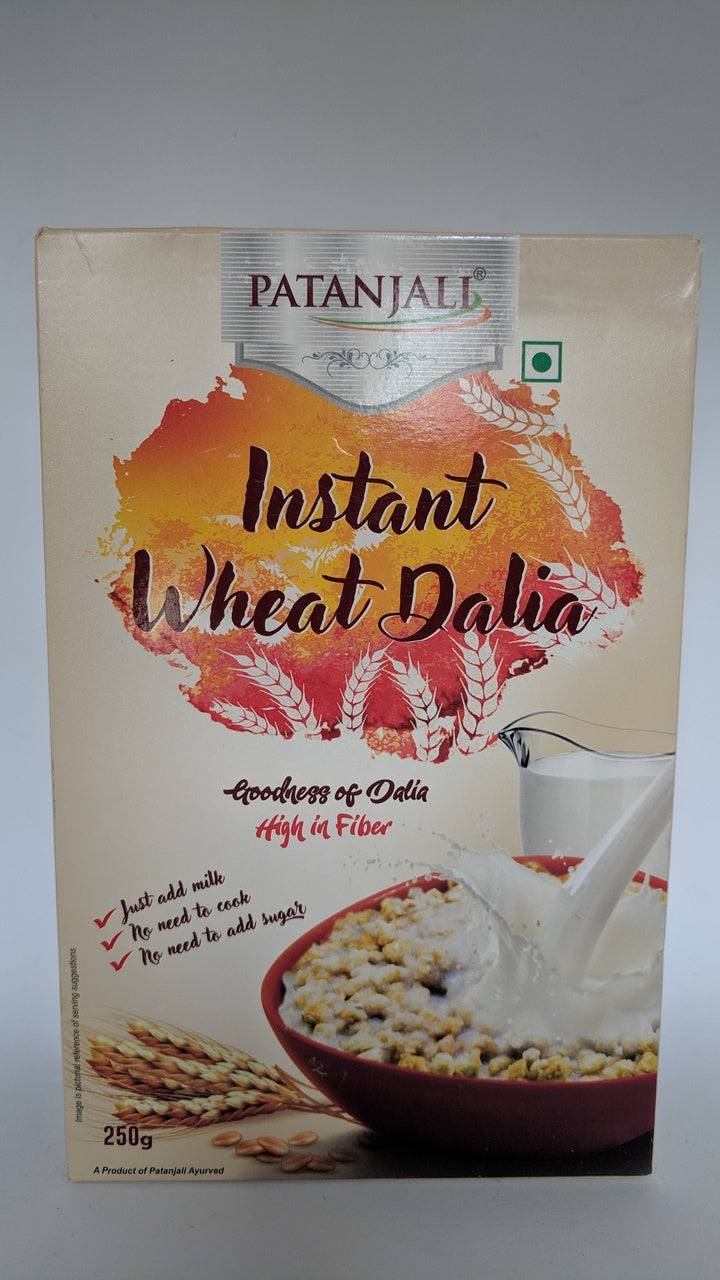 PATANJALI®
Instant
Wheat Dalia
Goodness of Dalia
High in Fiber
Just add milk
No need to cook
No need to add sugar
Image is pictorial reference of serving suggestions
250g
A Product of Patanjali Ayurved